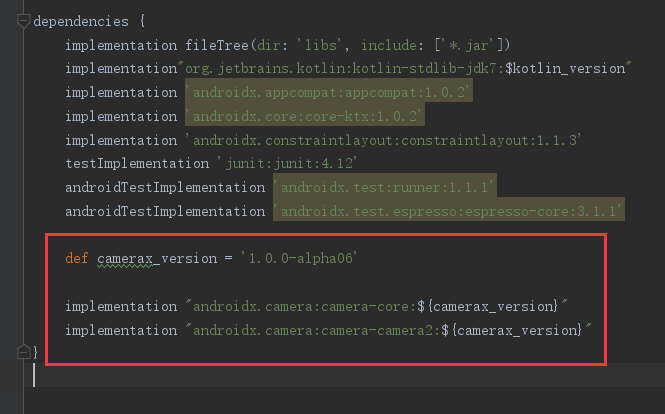 dependencies {
implementation fileTree(dir: 'libs', include: ['*.jar'])
implementation"org.jetbrains.kotlin:kotlin-stdlib-jdk7:$kotlin_version"
implementation 'androidx.appcompat:appcompat:1.0.2'
implementation 'androidx.core:core-ktx:1.0.2'
implementation 'androidx.constraintlayout:constraintlayout:1.1.3'
testImplementation 'junit:junit:4.12'
androidTestImplementation 'androidx.test:runner:1.1.1'
androidTestImplementation 'androidx.test.espresso:espresso-core:3.1.1'
def camerax_version = '1.0.0-alpha06'
implementation "androidx.camera:camera-core:${camerax_version}"
implementation "androidx.camera:camera-camera2:${camerax_version}"
}